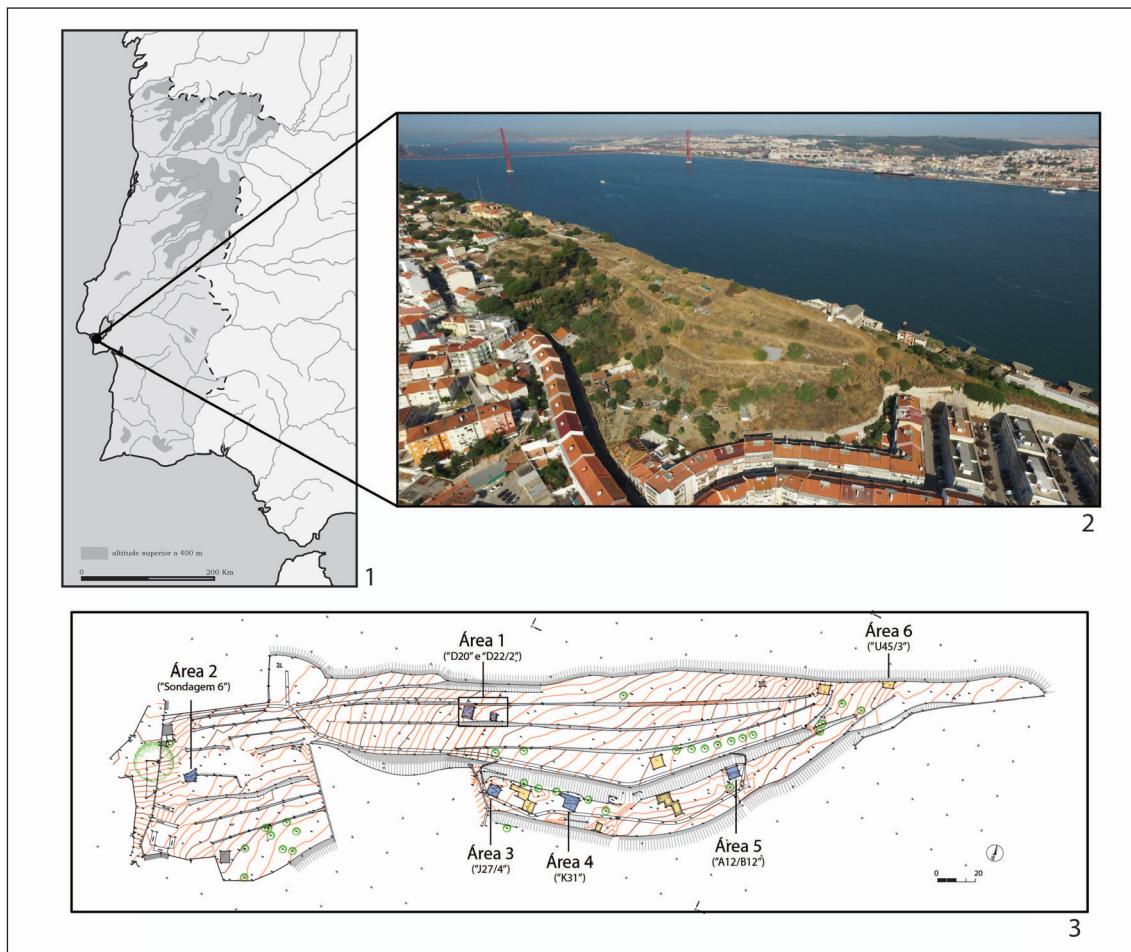 altitude superior a 400 m
0 200 Km
1
2
Área 1
("D20" e "D22/2")
Área 2
("Sondagem 6")
Área 6
("U45/3")
Área 3
("J27/4")
Área 4
("K31")
Área 5
("A12/B12")
0 20
3